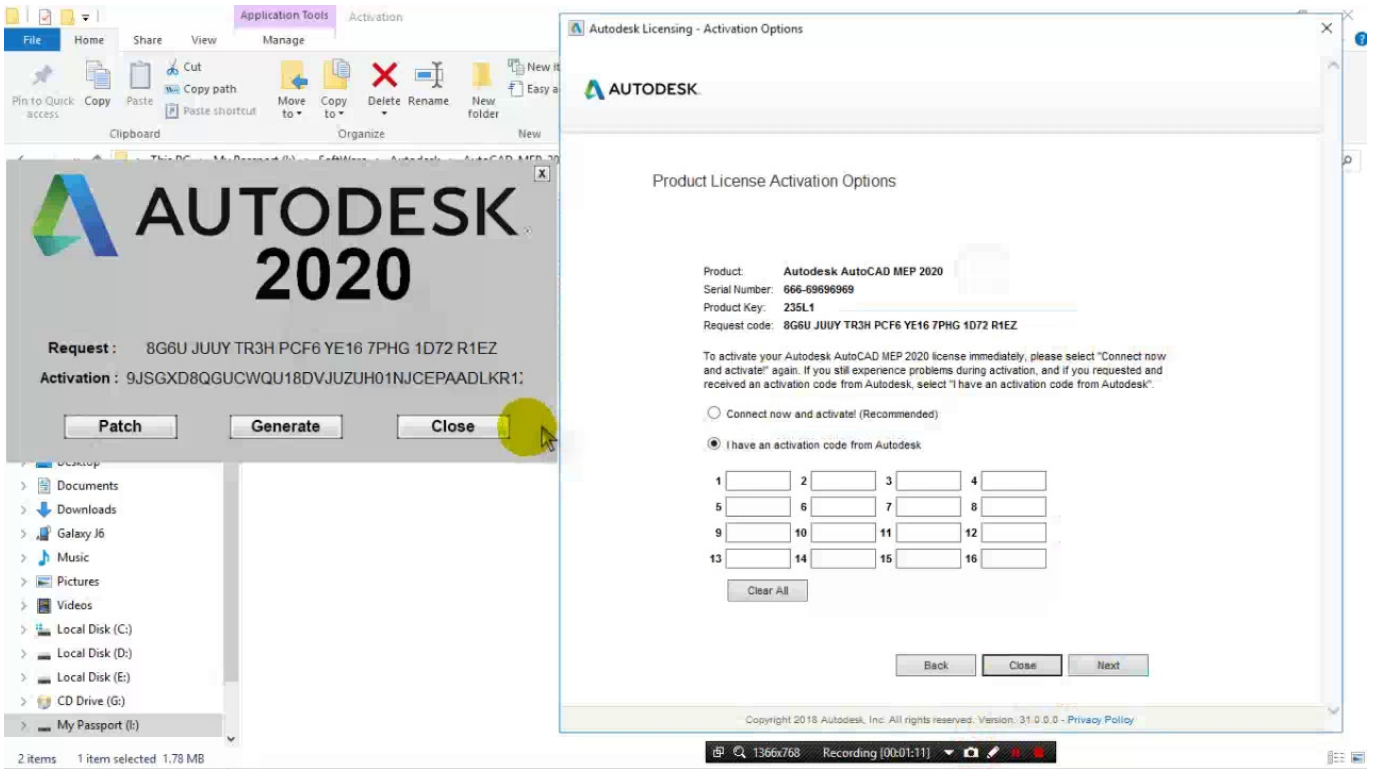 Application Tools Activation
File Home Share View Manage
Pin to Quick access
Copy
Paste
Cut
Copy path
Paste shortcut
Move to
Copy to
Delete
Rename
New folder
New
Easy
Clipboard Organize New
AUTODESK
2020
Request : 8G6U JUUY TR3H PCF6 YE16 7PHG 1D72 R1EZ
Activation :
Patch Generate Close
Desktop
Documents
Downloads
Galaxy J6
Music
Pictures
Videos
Local Disk (C:)
Local Disk (D:)
Local Disk (E:)
CD Drive (G:)
My Passport (I:)
2 items 1 item selected 1.78 MB
Autodesk Licensing - Activation Options
AUTODESK
Product License Activation Options
Product: Autodesk AutoCAD MEP 2020
Serial Number: 666-69696969
Product Key: 235L1
Request code: 8G6U JUUY TR3H PCF6 YE16 7PHG 1D72 R1EZ
To activate your Autodesk AutoCAD MEP 2020 license immediately, please select "Connect now
and activate!" again. If you still experience problems during activation, and if you requested and
received an activation code from Autodesk, select "I have an activation code from Autodesk".
Connect now and activate! (Recommended)
I have an activation code from Autodesk
1 2 3 4
5 6 7 8
9 10 11 12
13 14 15 16
Clear All
Back Close Next
Copyright 2018 Autodesk, Inc. All rights reserved. Version. 31.0.0.0 - Privacy Policy
1366x768 Recording [00:01:11]